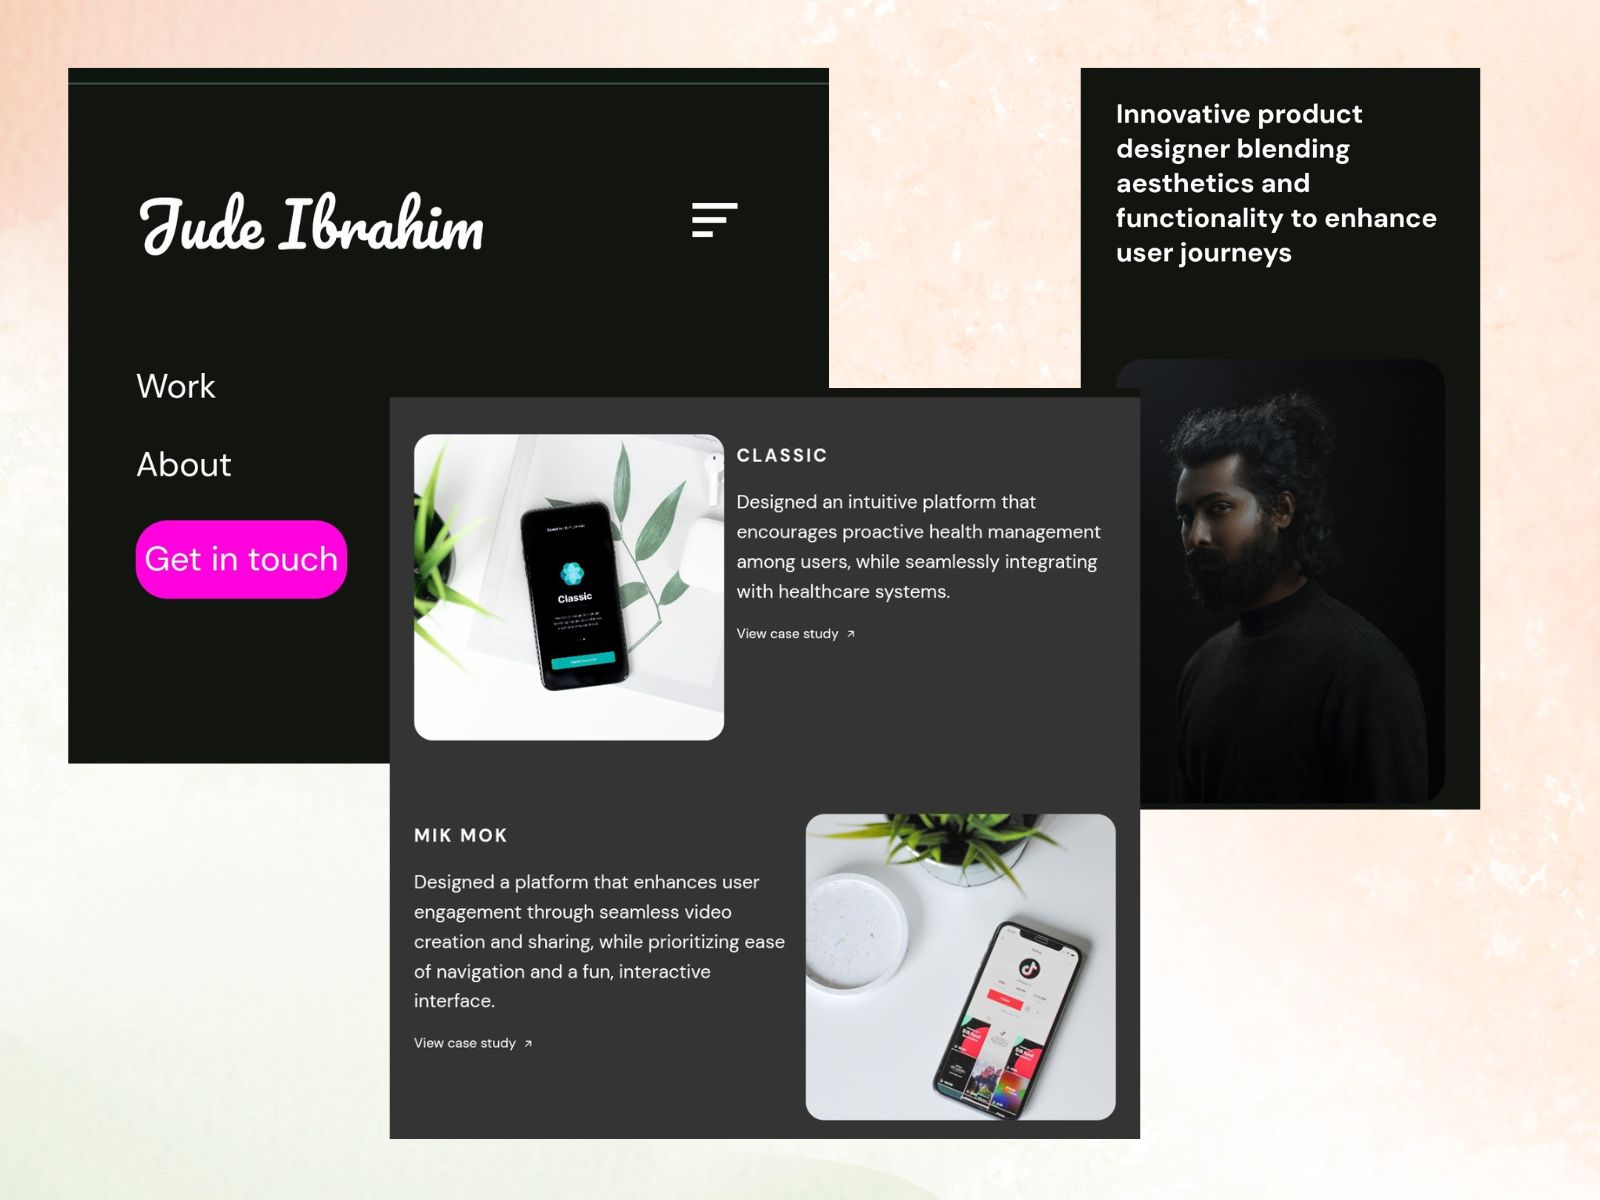 Jude Ibrahim
Work
About
Get in touch
Innovative product
designer blending
aesthetics and
functionality to enhance
user journeys
Classic
CLASSIC
Designed an intuitive platform that
encourages proactive health management
among users, while seamlessly integrating
with healthcare systems.
View case study
MIK MOK
Designed a platform that enhances user
engagement through seamless video
creation and sharing, while prioritizing ease
of navigation and a fun, interactive
interface.
View case study